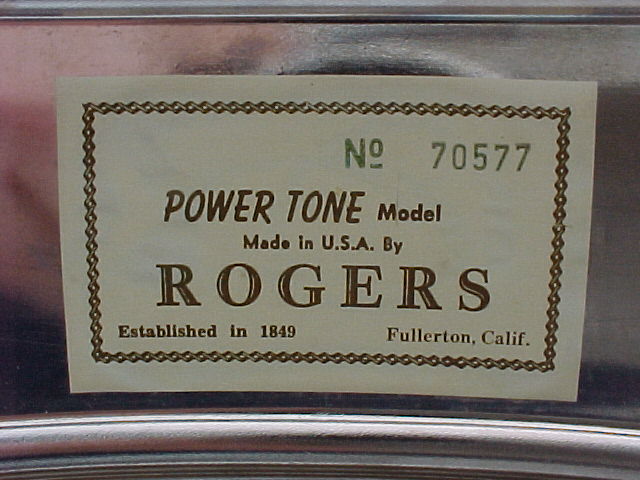 Nº 70577
POWER TONE Model
Made in U.S.A. By
ROGERS
Established in 1849 Fullerton, Calif.